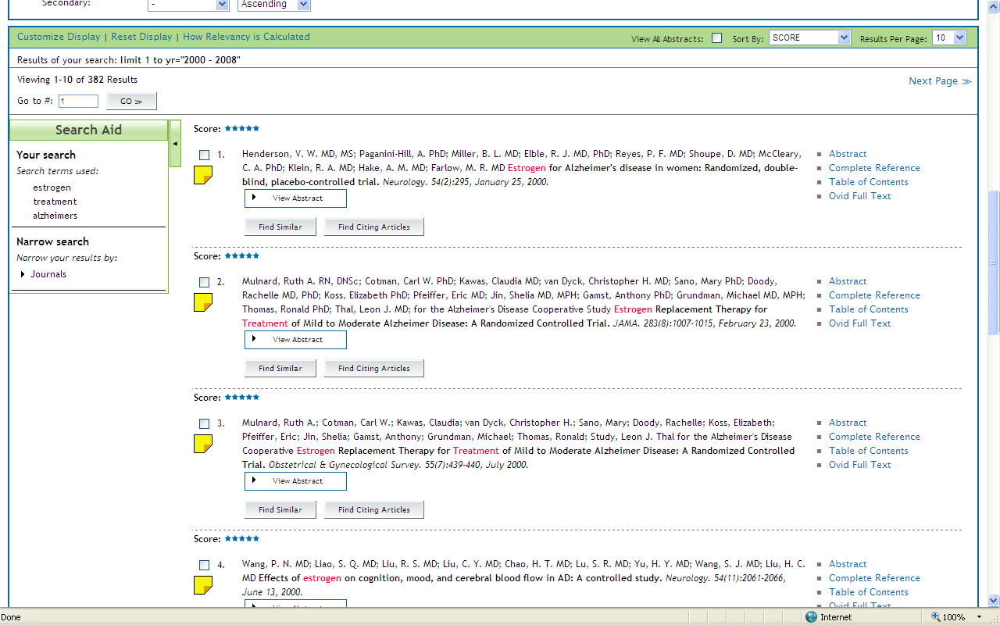 Secondary: - Ascending
Customize Display | Reset Display | How Relevancy is Calculated View All Abstracts: Sort By: SCORE Results Per Page: 10
Results of your search: limit 1 to yr="2000 - 2008"
Viewing 1-10 of 382 Results Next Page ≫
Go to #: 1 GO ≫
Search Aid
Your search
Search terms used:
estrogen
treatment
alzheimers
Narrow search
Narrow your results by:
Journals
Score: ★★★★★
1. Henderson, V. W. MD, MS; Paganini-Hill, A. PhD; Miller, B. L. MD; Elble, R. J. MD, PhD; Reyes, P. F. MD; Shoupe, D. MD; McCleary,
C. A. PhD; Klein, R. A. MD; Hake, A. M. MD; Farlow, M. R. MD Estrogen for Alzheimer's disease in women: Randomized, double-
blind, placebo-controlled trial. Neurology. 54(2):295, January 25, 2000.
View Abstract
Find Similar Find Citing Articles
Abstract
Complete Reference
Table of Contents
Ovid Full Text
Score: ★★★★★
2. Mulnard, Ruth A. RN, DNSc; Cotman, Carl W. PhD; Kawas, Claudia MD; van Dyck, Christopher H. MD; Sano, Mary PhD; Doody,
Rachelle MD, PhD; Koss, Elizabeth PhD; Pfeiffer, Eric MD; Jin, Shelia MD, MPH; Gamst, Anthony PhD; Grundman, Michael MD, MPH;
Thomas, Ronald PhD; Thal, Leon J. MD; for the Alzheimer's Disease Cooperative Study Estrogen Replacement Therapy for
Treatment of Mild to Moderate Alzheimer Disease: A Randomized Controlled Trial. JAMA. 283(8):1007-1015, February 23, 2000.
View Abstract
Find Similar Find Citing Articles
Abstract
Complete Reference
Table of Contents
Ovid Full Text
Score: ★★★★★
3. Mulnard, Ruth A.; Cotman, Carl W.; Kawas, Claudia; van Dyck, Christopher H.; Sano, Mary; Doody, Rachelle; Koss, Elizabeth;
Pfeiffer, Eric; Jin, Shelia; Gamst, Anthony; Grundman, Michael; Thomas, Ronald; Study, Leon J. Thal for the Alzheimer's Disease
Cooperative Estrogen Replacement Therapy for Treatment of Mild to Moderate Alzheimer Disease: A Randomized Controlled
Trial. Obstetrical & Gynecological Survey. 55(7):439-440, July 2000.
View Abstract
Find Similar Find Citing Articles
Abstract
Complete Reference
Table of Contents
Ovid Full Text
Score: ★★★★★
4. Wang, P. N. MD; Liao, S. Q. MD; Liu, R. S. MD; Liu, C. Y. MD; Chao, H. T. MD; Lu, S. R. MD; Yu, H. Y. MD; Wang, S. J. MD; Liu, H. C.
MD Effects of estrogen on cognition, mood, and cerebral blood flow in AD: A controlled study. Neurology. 54(11):2061-2066,
June 13, 2000.
View Abstract
Abstract
Complete Reference
Table of Contents
Ovid Full Text
Done Internet 100%